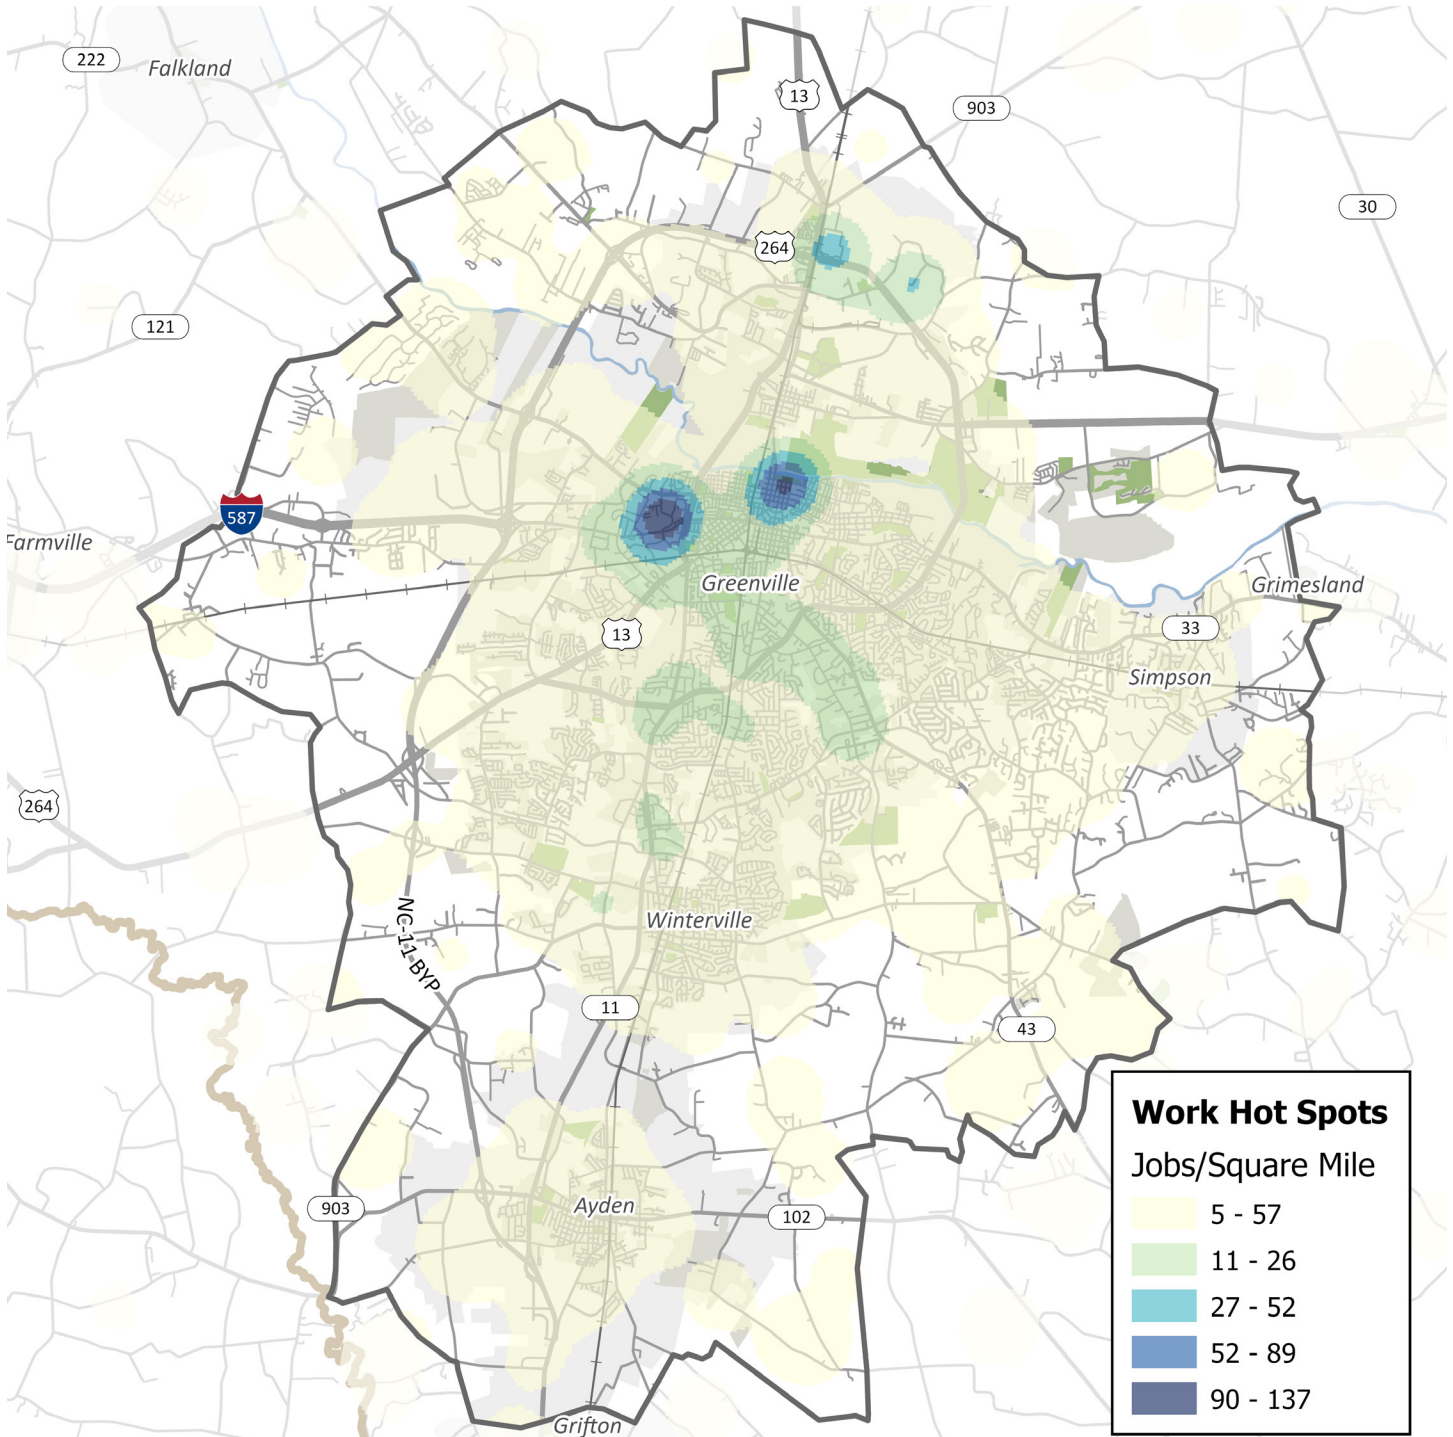 222
Falkland
13
903
30
264
121
587
Farmville
Greenville
Grimesland
13
33
Simpson
264
NC-11 BYP
Winterville
11
43
Work Hot Spots
Jobs/Square Mile
5 - 57
11 - 26
27 - 52
52 - 89
90 - 137
Ayden
903
102
Grifton